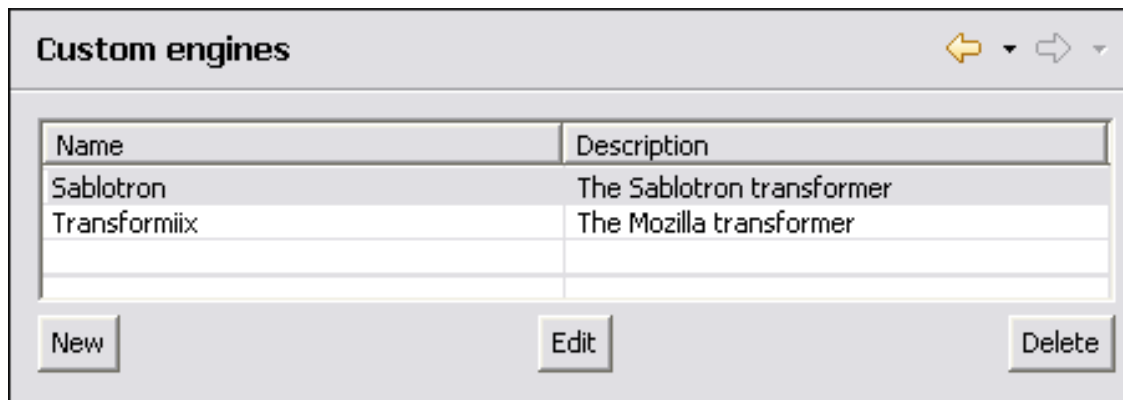 Custom engines
Name Description
Sablotron The Sablotron transformer
Transformiix The Mozilla transformer
New Edit Delete